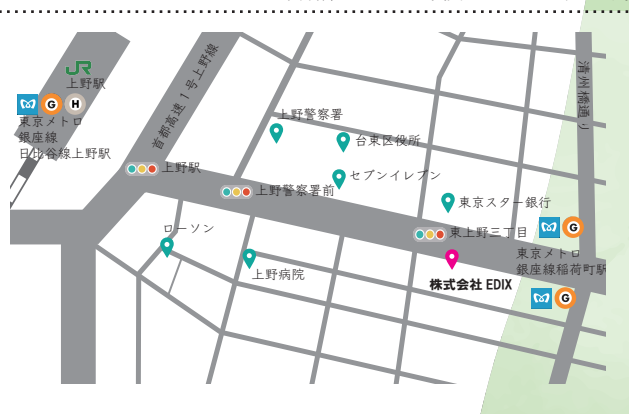 JR
上野駅
G H
東京メトロ
銀座線
日比谷線上野駅
首都高速1号上野線
上野駅
上野警察署
台東区役所
セブンイレブン
上野警察署前
東京スター銀行
清州橋通り
ローソン
上野病院
東上野三丁目
G
東京メトロ
銀座線稲荷町駅
株式会社 EDIX
G